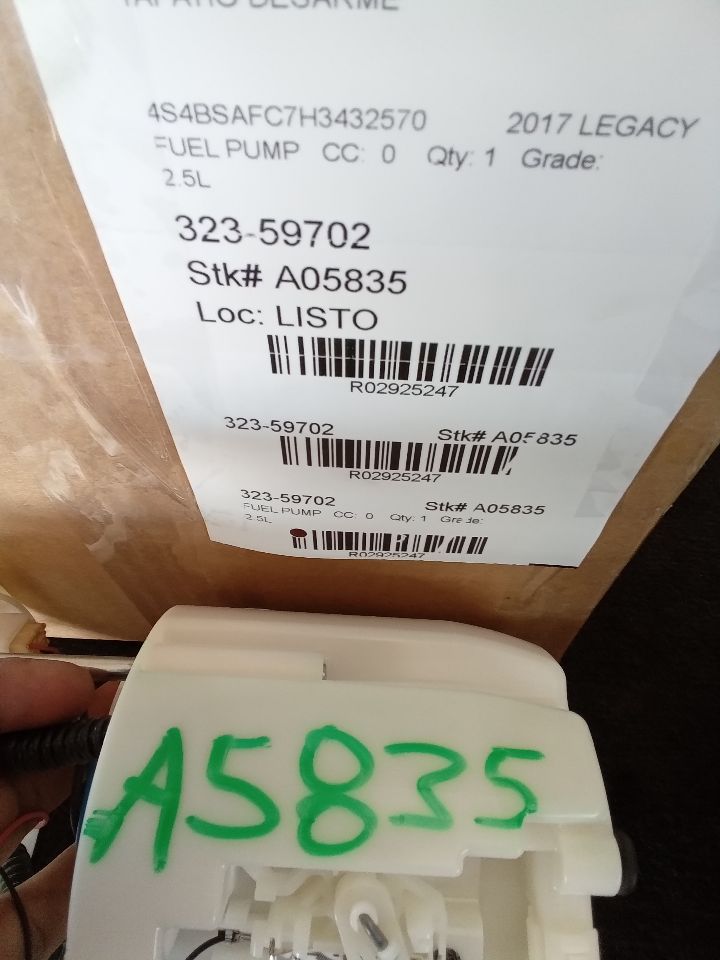 4S4BSAFC7H3432570 2017 LEGACY
FUEL PUMP CC: 0 Qty: 1 Grade:
2.5L
323-59702
Stk# A05835
Loc: LISTO
R02925247
323-59702 Stk# A05835
R02925247
323-59702 Stk# A05835
FUEL PUMP CC: 0 Qty: 1 Grade:
2.5L
R02925247
A5835